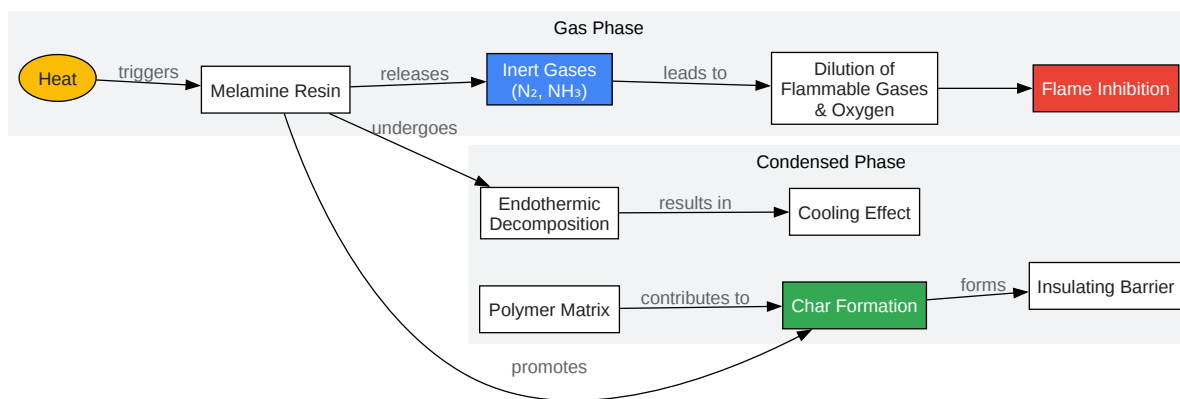 Gas Phase
Heat
triggers
Melamine Resin
releases
Inert Gases
(N₂, NH₃)
leads to
Dilution of
Flammable Gases
& Oxygen
Flame Inhibition
undergoes
Condensed Phase
Endothermic
Decomposition
results in
Cooling Effect
Polymer Matrix
contributes to
Char Formation
forms
Insulating Barrier
promotes